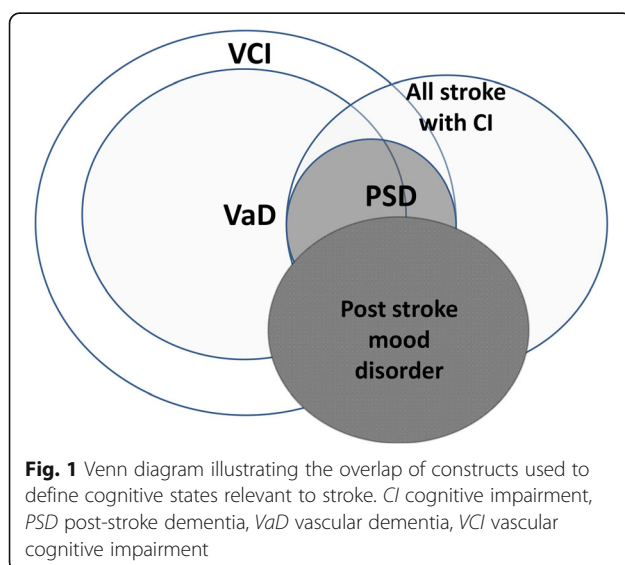 VCI
All stroke
with CI
VaD
PSD
Post stroke
mood
disorder
Fig. 1 Venn diagram illustrating the overlap of constructs used to
define cognitive states relevant to stroke. CI cognitive impairment,
PSD post-stroke dementia, VaD vascular dementia, VCI vascular
cognitive impairment